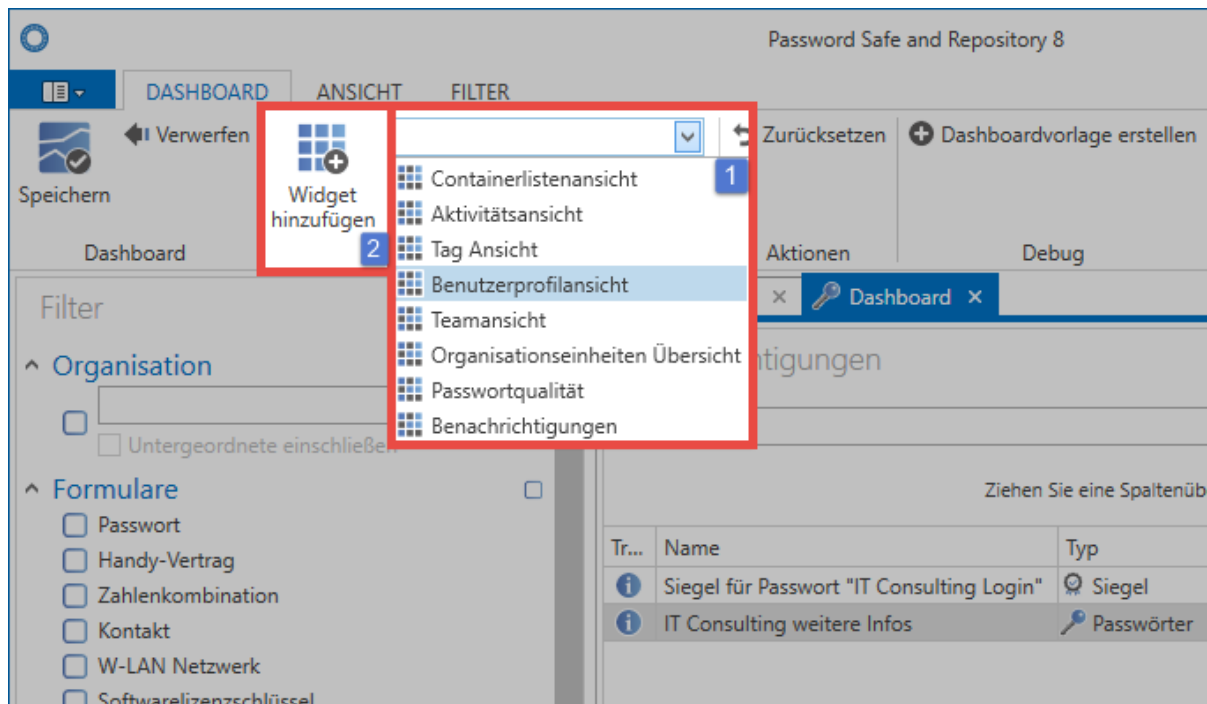 Password Safe and Repository 8
DASHBOARD ANSICHT FILTER
Speichern
Verwerfen
Dashboard
Widget
hinzufügen
2
1
Containerlistenansicht
Aktivitätsansicht
Tag Ansicht
Benutzerprofilansicht
Teamansicht
Organisationseinheiten Übersicht
Passwortqualität
Benachrichtigungen
Zurücksetzen
Aktionen
Dashboardvorlage erstellen
Debug
Filter
Organisation
Untergeordnete einschließen
Formulare
Passwort
Handy-Vertrag
Zahlenkombination
Kontakt
W-LAN Netzwerk
Softwarelizenzschlüssel
Dashboard
htigungen
Ziehen Sie eine Spaltenüb
Tr... Name Typ
Siegel für Passwort "IT Consulting Login" Siegel
IT Consulting weitere Infos Passwörter